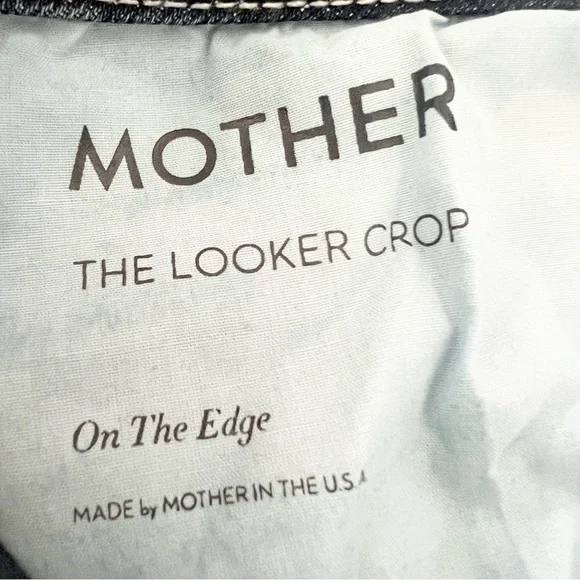 MOTHER
THE LOOKER CROP
On The Edge
MADE by MOTHER IN THE U.S.A